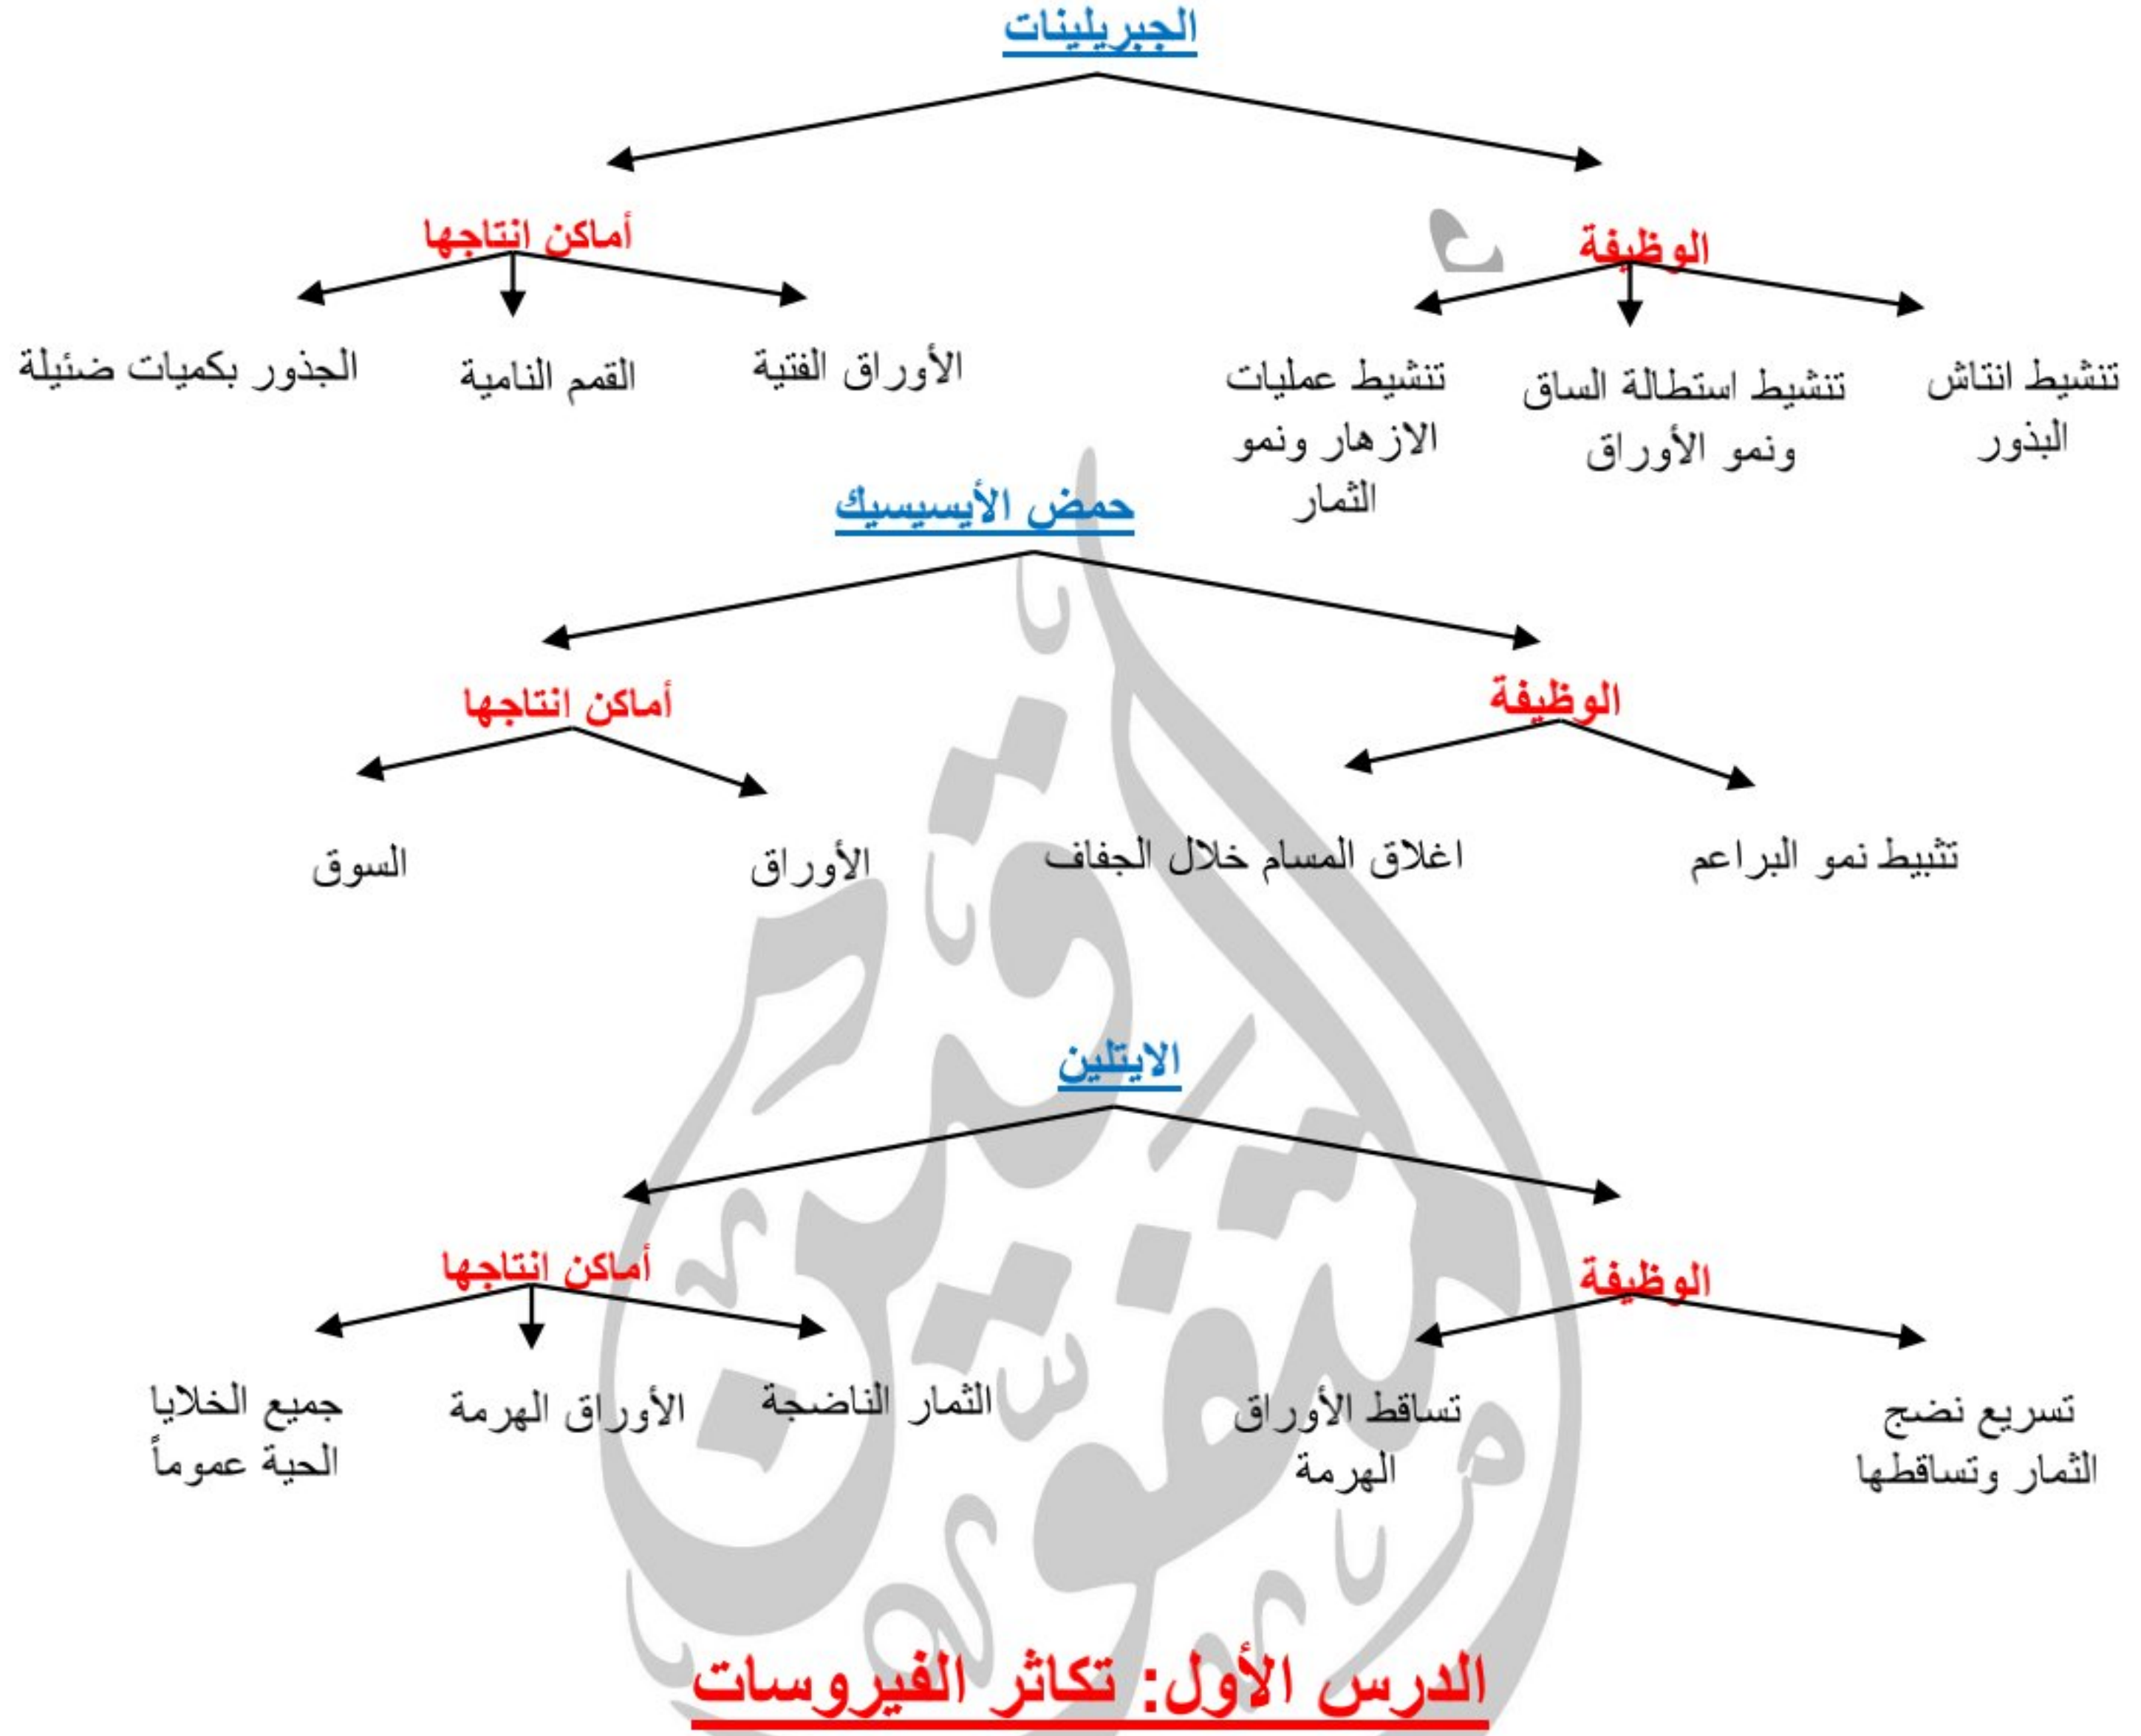 الجبريلينات
الوظيفة
أماكن انتاجها
تنشيط انتاش
البذور
تنشيط استطالة الساق
ونمو الأوراق
تنشيط عمليات
الازهار ونمو
الثمار
الأوراق الفتية
القمم النامية
الجذور بكميات ضئيلة
حمض الأيسيسيك
الوظيفة
أماكن انتاجها
تثبيط نمو البراعم
اغلاق المسام خلال الجفاف
الأوراق
السوق
الايتلين
الوظيفة
أماكن انتاجها
تسريع نضج
الثمار وتساقطها
تساقط الأوراق
الهرمة
الثمار الناضجة
الأوراق الهرمة
جميع الخلايا
الحية عموماً
الدرس الأول: تكاثر الفيروسات